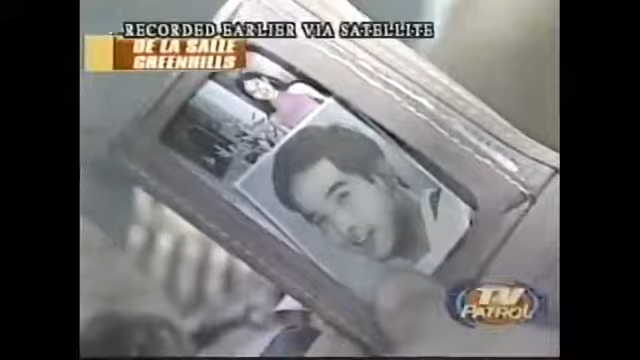 ...RECORDED EARLIER VIA SATELLITE
DE LA SALLE
GREENHILLS
TV
PATROL